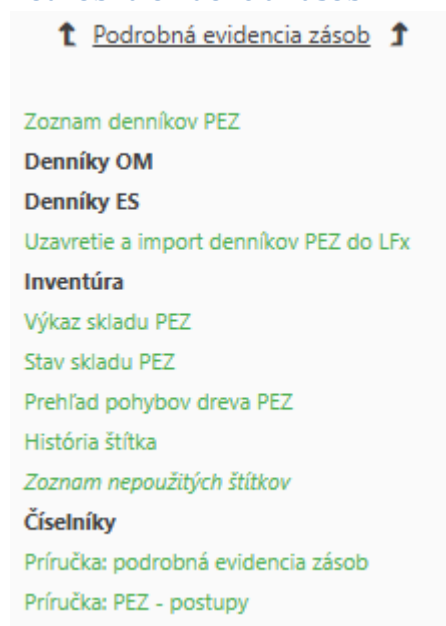 Podrobná evidencia zásob
Zoznam denníkov PEZ
Denníky OM
Denníky ES
Uzavretie a import denníkov PEZ do LFx
Inventúra
Výkaz skladu PEZ
Stav skladu PEZ
Prehľad pohybov dreva PEZ
História štítka
Zoznam nepoužitých štítkov
Číselníky
Príručka: podrobná evidencia zásob
Príručka: PEZ - postupy